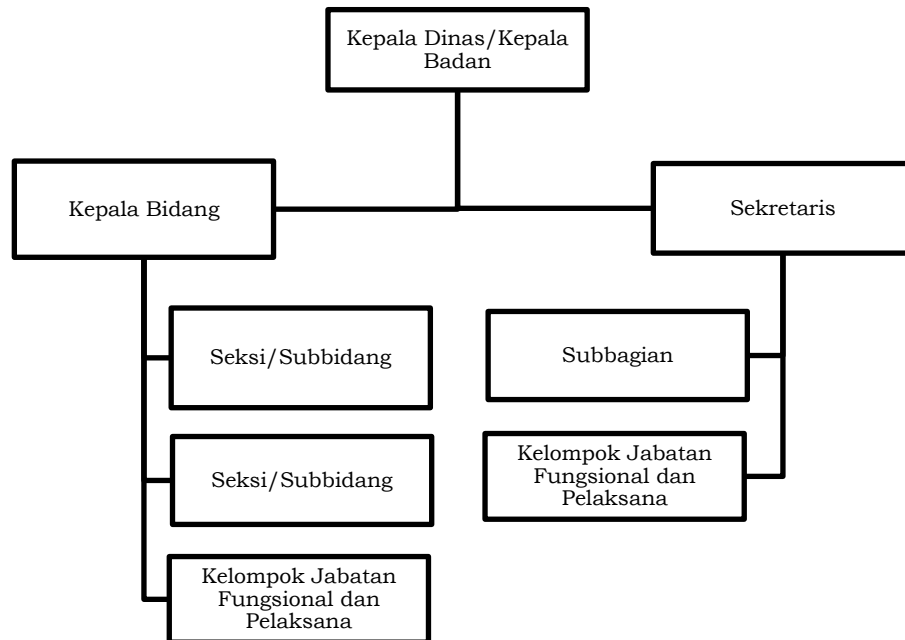 Kepala Dinas/Kepala
Badan
Kepala Bidang
Sekretaris
Seksi/Subbidang
Subbagian
Seksi/Subbidang
Kelompok Jabatan
Fungsional dan
Pelaksana
Kelompok Jabatan
Fungsional dan
Pelaksana